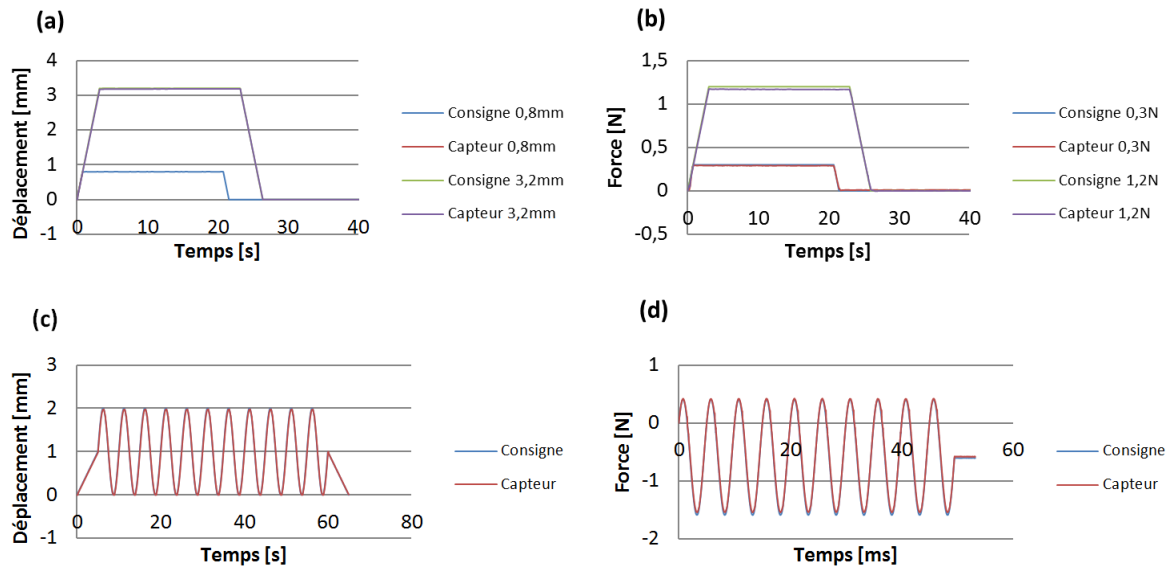 (a)
Déplacement [mm]
4
3
2
1
0
-1
0 10 20 30 40
Temps [s]
Consigne 0,8mm
Capteur 0,8mm
Consigne 3,2mm
Capteur 3,2mm
(b)
Force [N]
1,5
1
0,5
0
-0,5
0 10 20 30 40
Temps [s]
Consigne 0,3N
Capteur 0,3N
Consigne 1,2N
Capteur 1,2N
(c)
Déplacement [mm]
3
2
1
0
-1
0 20 40 60 80
Temps [s]
Consigne
Capteur
(d)
Force [N]
1
0
-1
-2
0 20 40 60
Temps [ms]
Consigne
Capteur